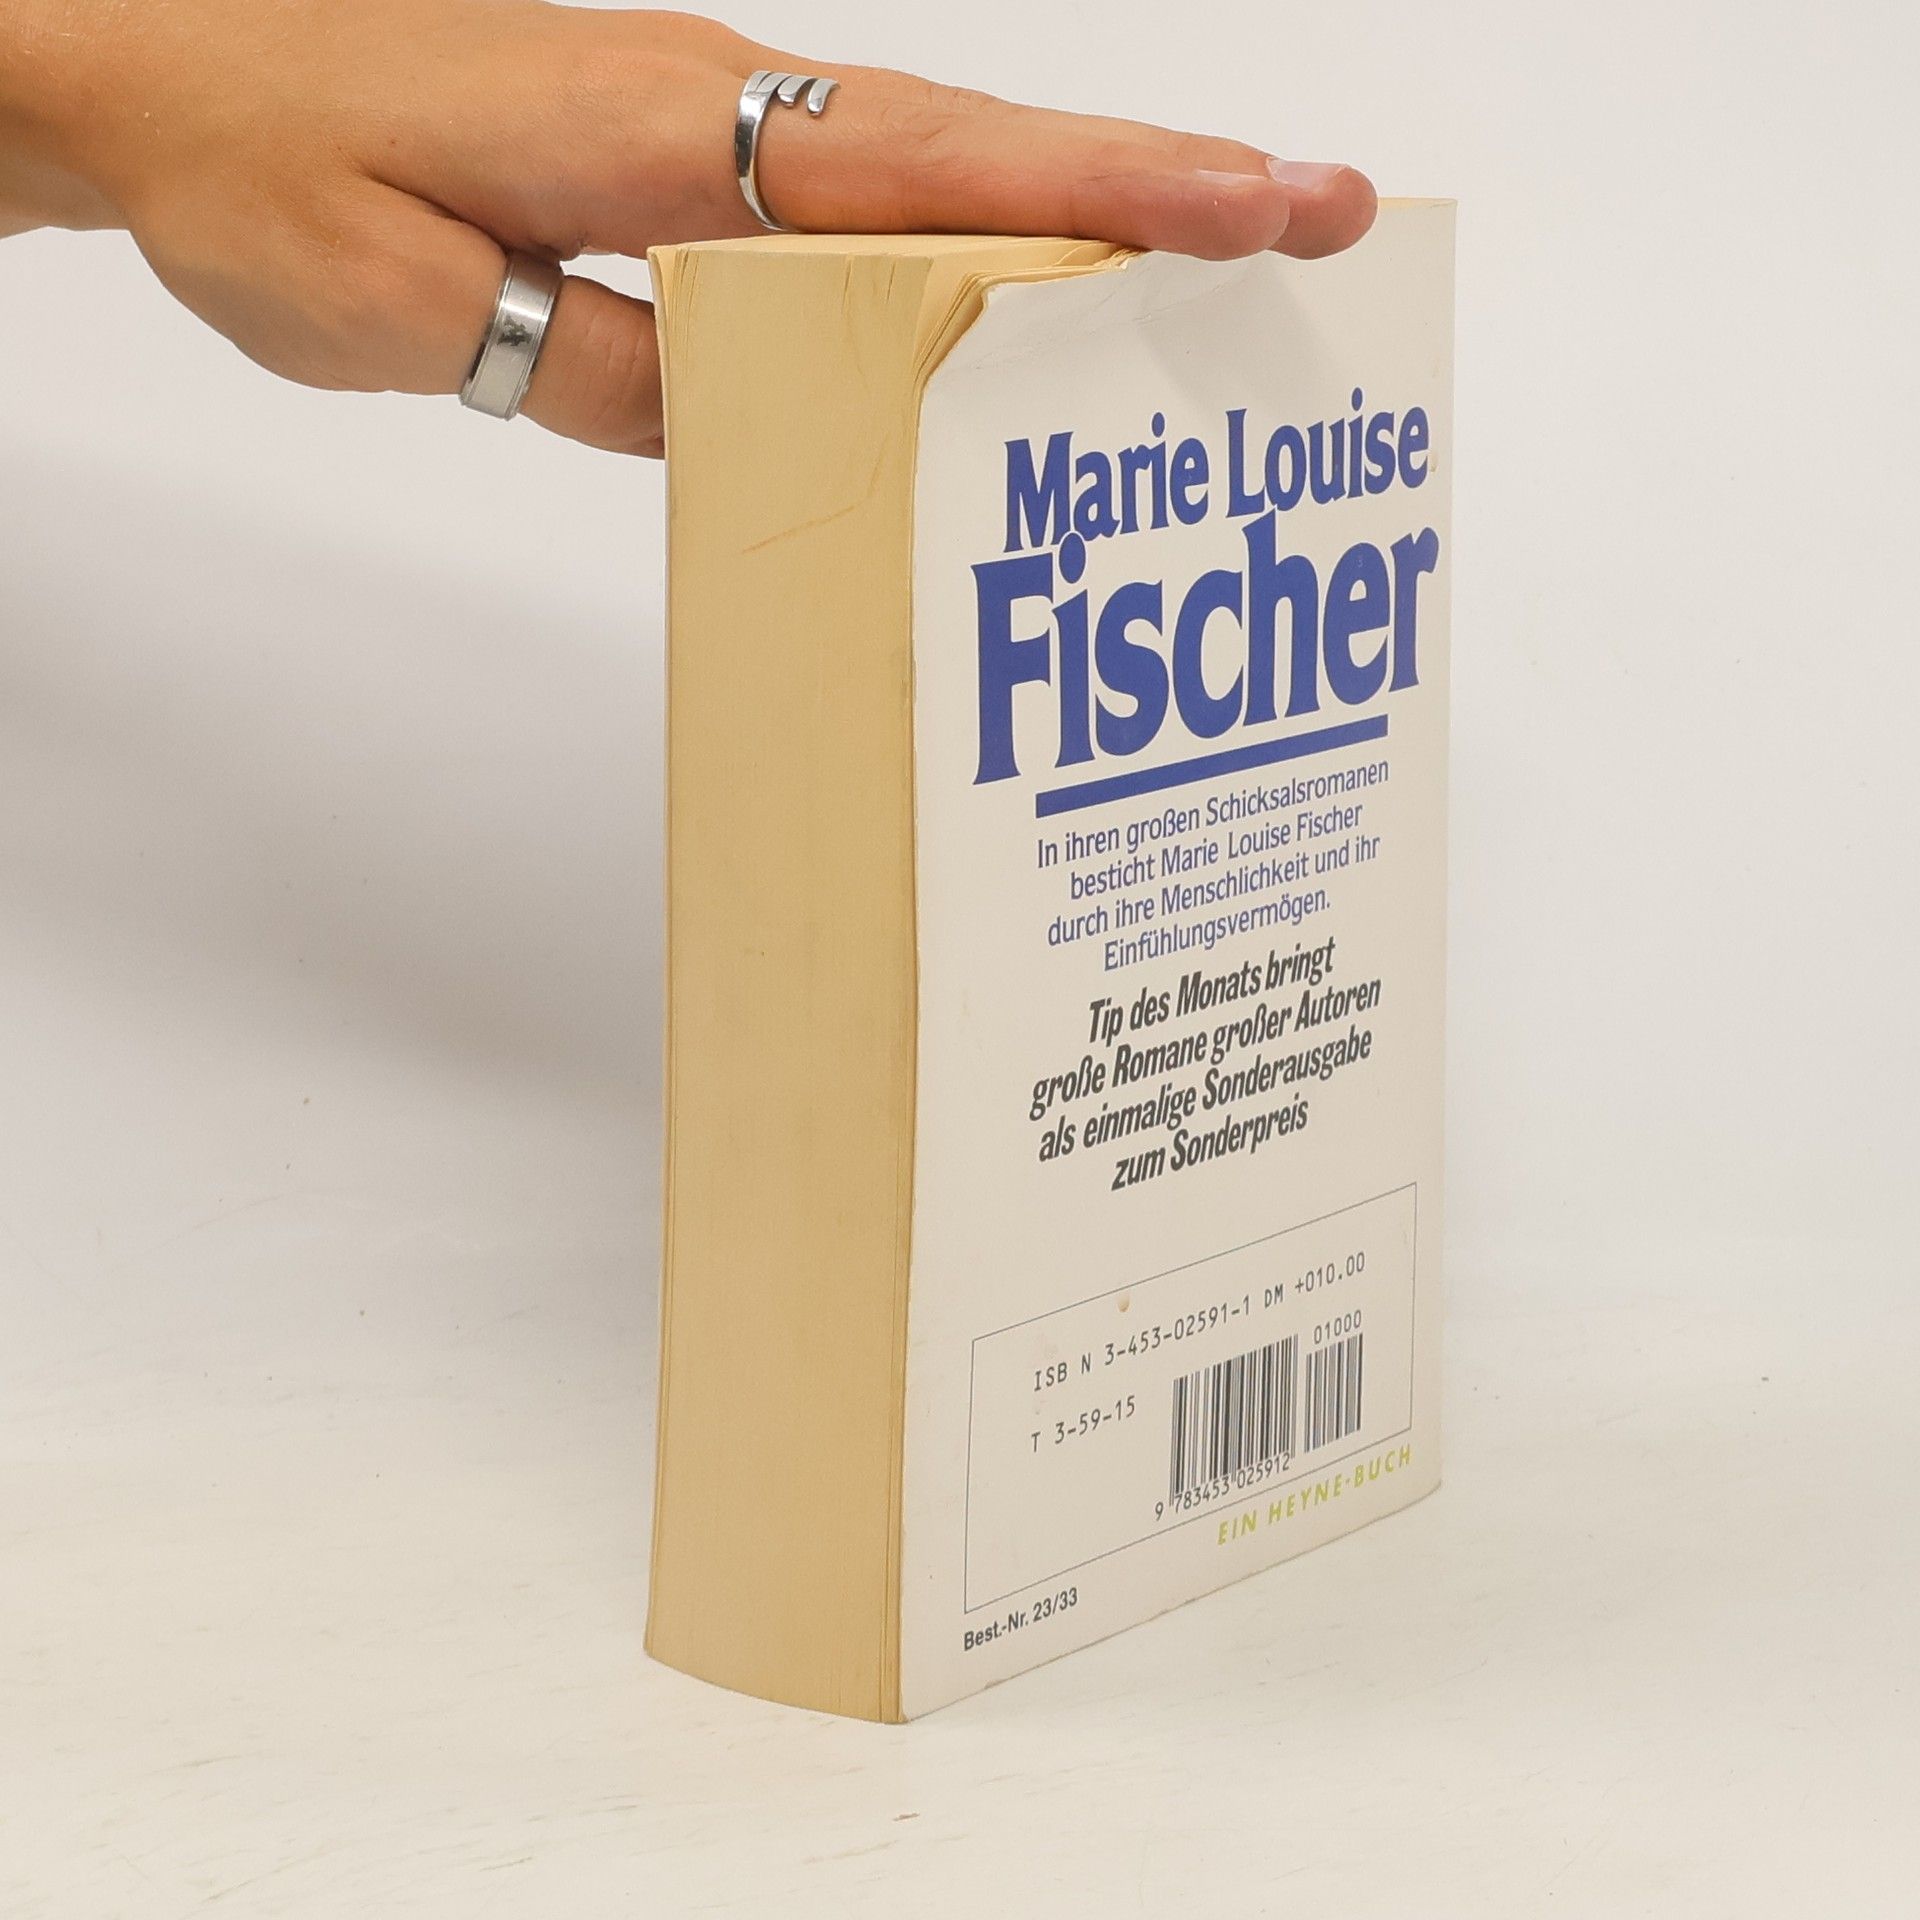 Marie Louise
Fischer
In ihren großen Schicksalsromanen
besticht Marie Louise Fischer
durch ihre Menschlichkeit und ihr
Einfühlungsvermögen.
Tip des Monats bringt
große Romane großer Autoren
als einmalige Sonderausgabe
zum Sonderpreis
ISB N 3-453-02591-1 DM +010.00
01000
T 3-59-15
9 783453 025912
EIN HEYNE-BUCH
Best.-Nr. 23/33